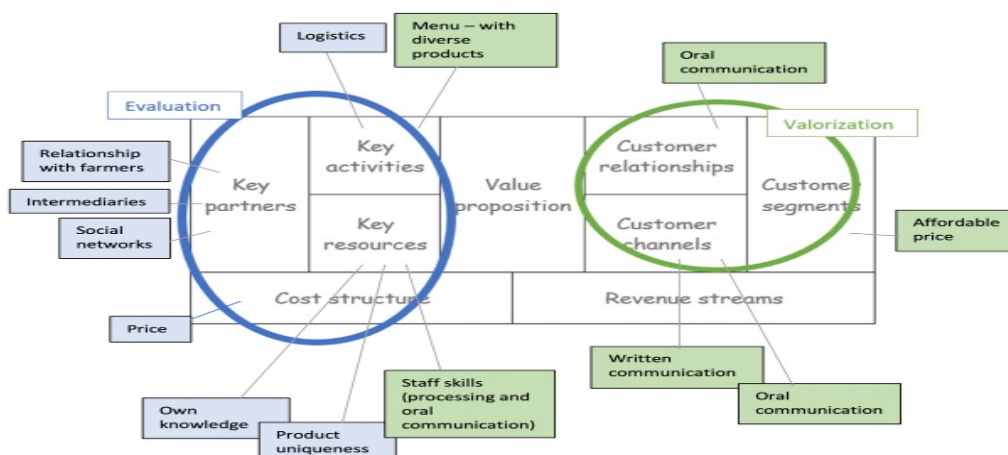 Logistics
Menu – with
diverse
products
Oral
communication
Evaluation
Valorization
Relationship
with farmers
Intermediaries
Social
networks
Key
partners
Key
activities
Key
resources
Value
proposition
Customer
relationships
Customer
channels
Customer
segments
Affordable
price
Cost structure
Revenue streams
Price
Own
knowledge
Product
uniqueness
Staff skills
(processing and
oral
communication)
Written
communication
Oral
communication